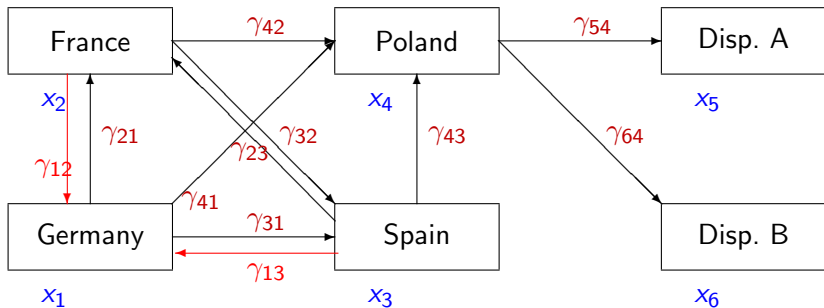 France γ42 Poland γ54 Disp. A
x2 x4 x5
γ21 γ32 γ43 γ64
γ12 γ23
γ41
Germany γ31 Spain Disp. B
γ13
x1 x3 x6